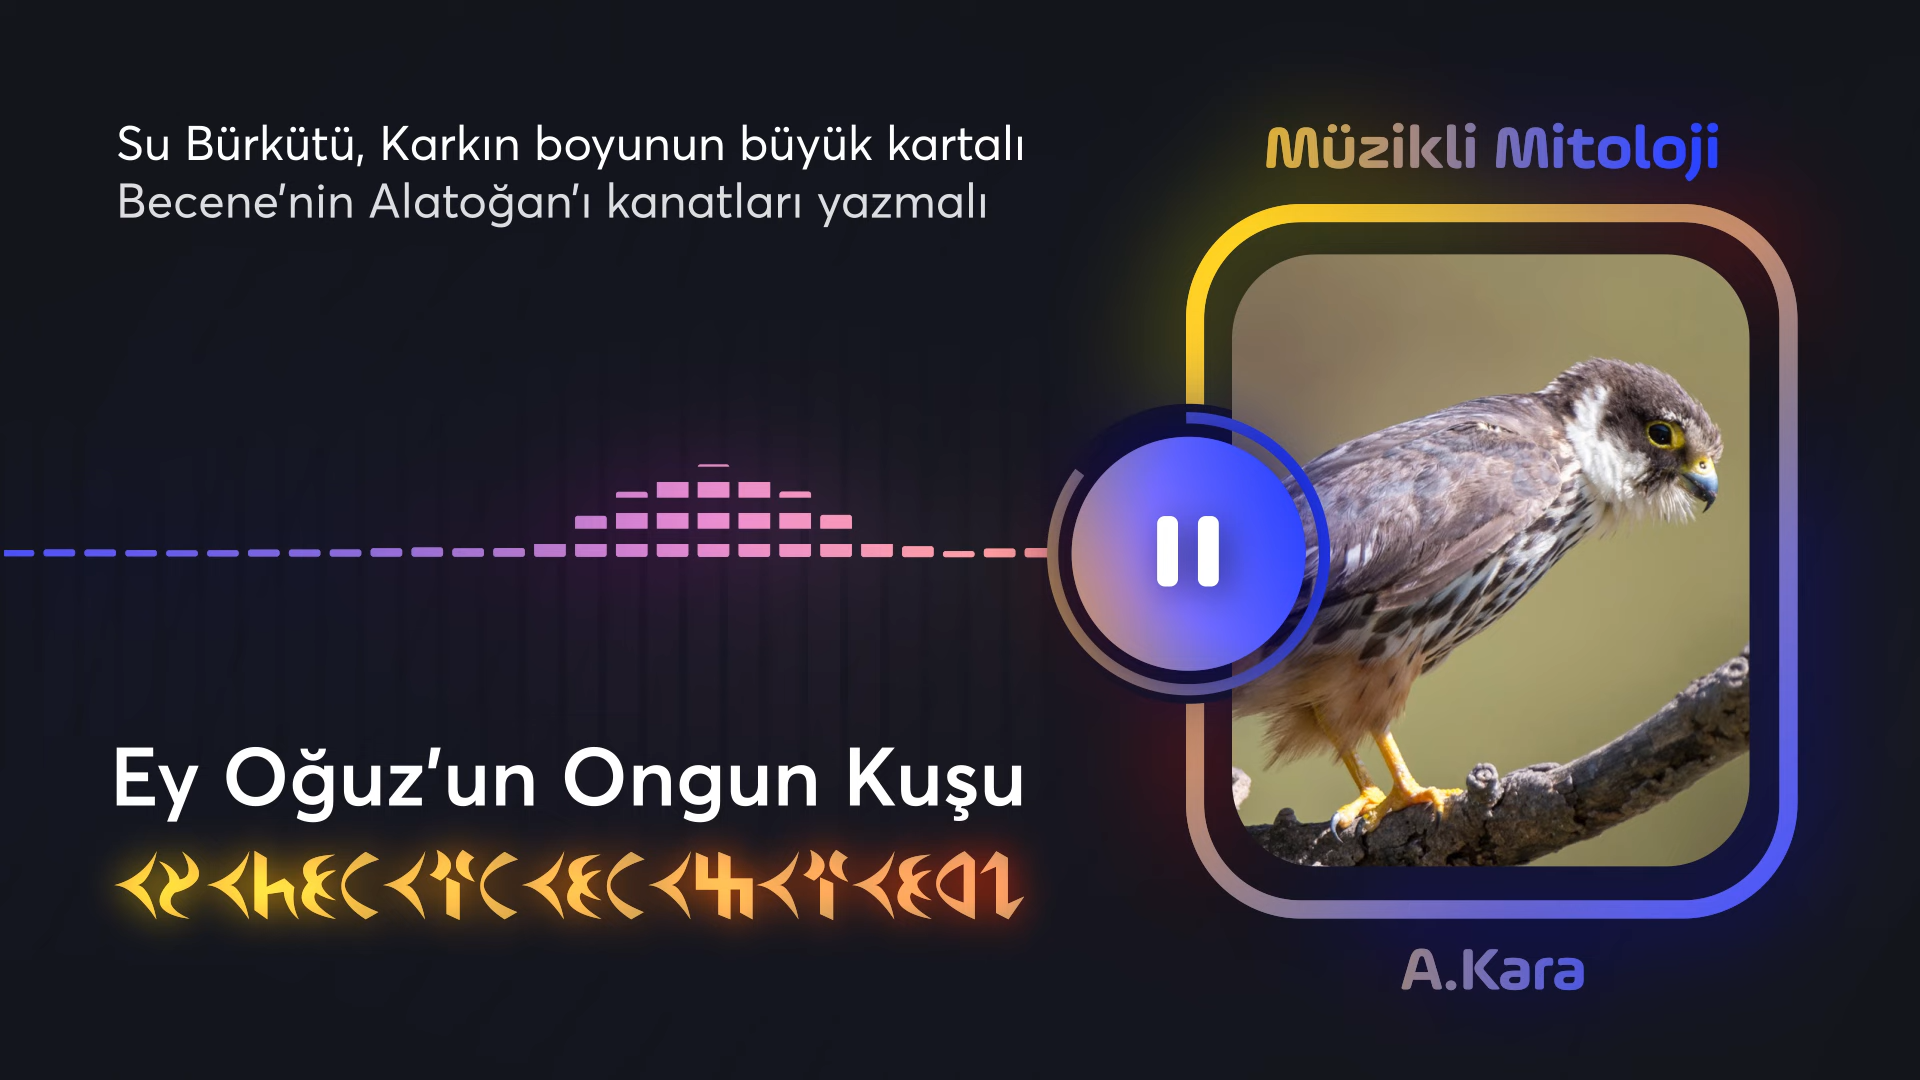 Su Bürkütü, Karkın boyunun büyük kartalı
Becene'nin Alatoğan'ı kanatları yazmalı
Müzikli Mitoloji
Ey Oğuz'un Ongun Kuşu
A.Kara